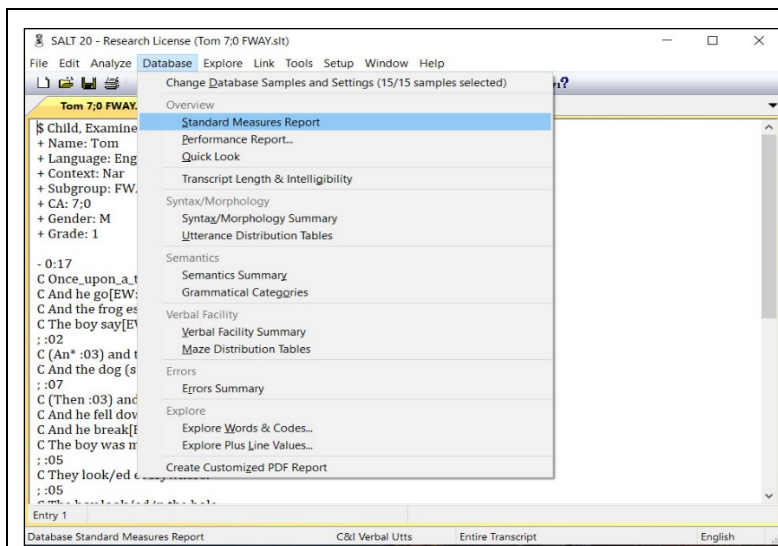 SALT 20 - Research License (Tom 7;0 FWAY.slt)
File Edit Analyze Database Explore Link Tools Setup Window Help
Change Database Samples and Settings (15/15 samples selected)
Tom 7;0 FWAY.
Overview
Standard Measures Report
Performance Report...
Quick Look
Transcript Length & Intelligibility
Syntax/Morphology
Syntax/Morphology Summary
Utterance Distribution Tables
Semantics
Semantics Summary
Grammatical Categories
Verbal Facility
Verbal Facility Summary
Maze Distribution Tables
Errors
Errors Summary
Explore
Explore Words & Codes...
Explore Plus Line Values...
Create Customized PDF Report
$ Child, Examine
+ Name: Tom
+ Language: Eng
+ Context: Nar
+ Subgroup: FW
+ CA: 7;0
+ Gender: M
+ Grade: 1
- 0:17
C Once_upon_a_t
C And he go[EW:
C And the frog es
C The boy say[E
; :02
C (An* :03) and t
C And the dog (s
; :07
C (Then :03) and
C And he fell dow
C And he break[
C The boy was m
; :05
C They look/ed everywhere.
; :05
Entry 1
Database Standard Measures Report C&I Verbal Utts Entire Transcript English